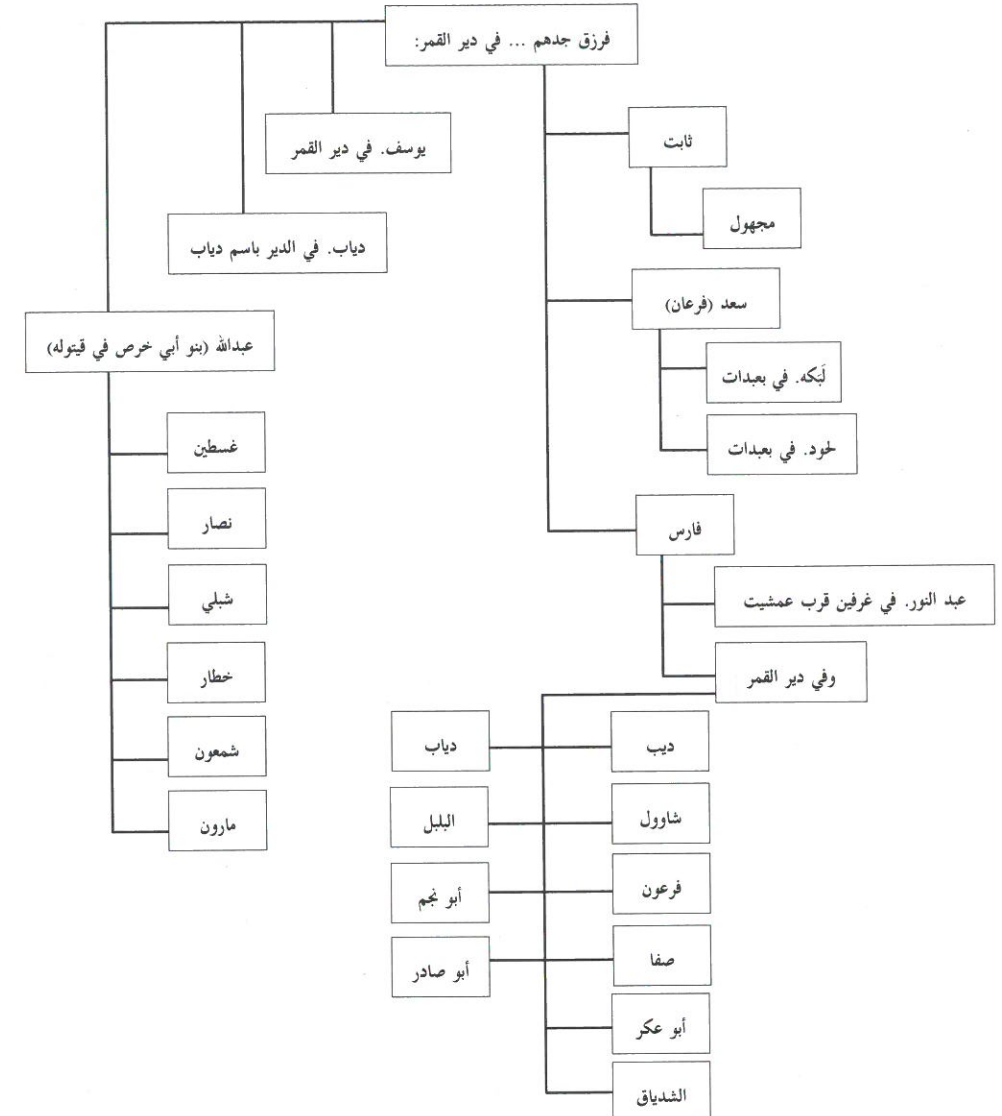 فرزق جدهم ... في دير القمر:
ثابت
مجهول
سعد (فرعان)
لَبَكه. في بعبدات
لحود. في بعبدات
فارس
عبد النور. في غرفين قرب عمشيت
وفي دير القمر
ديب
دياب
شاوول
البلبل
فرعون
أبو نجم
صفا
أبو صادر
أبو عكر
الشدياق
يوسف. في دير القمر
دياب. في الدير باسم دياب
عبدالله (بنو أبي خرص في قيتوله)
غسطين
نصار
شبلي
خطار
شمعون
مارون